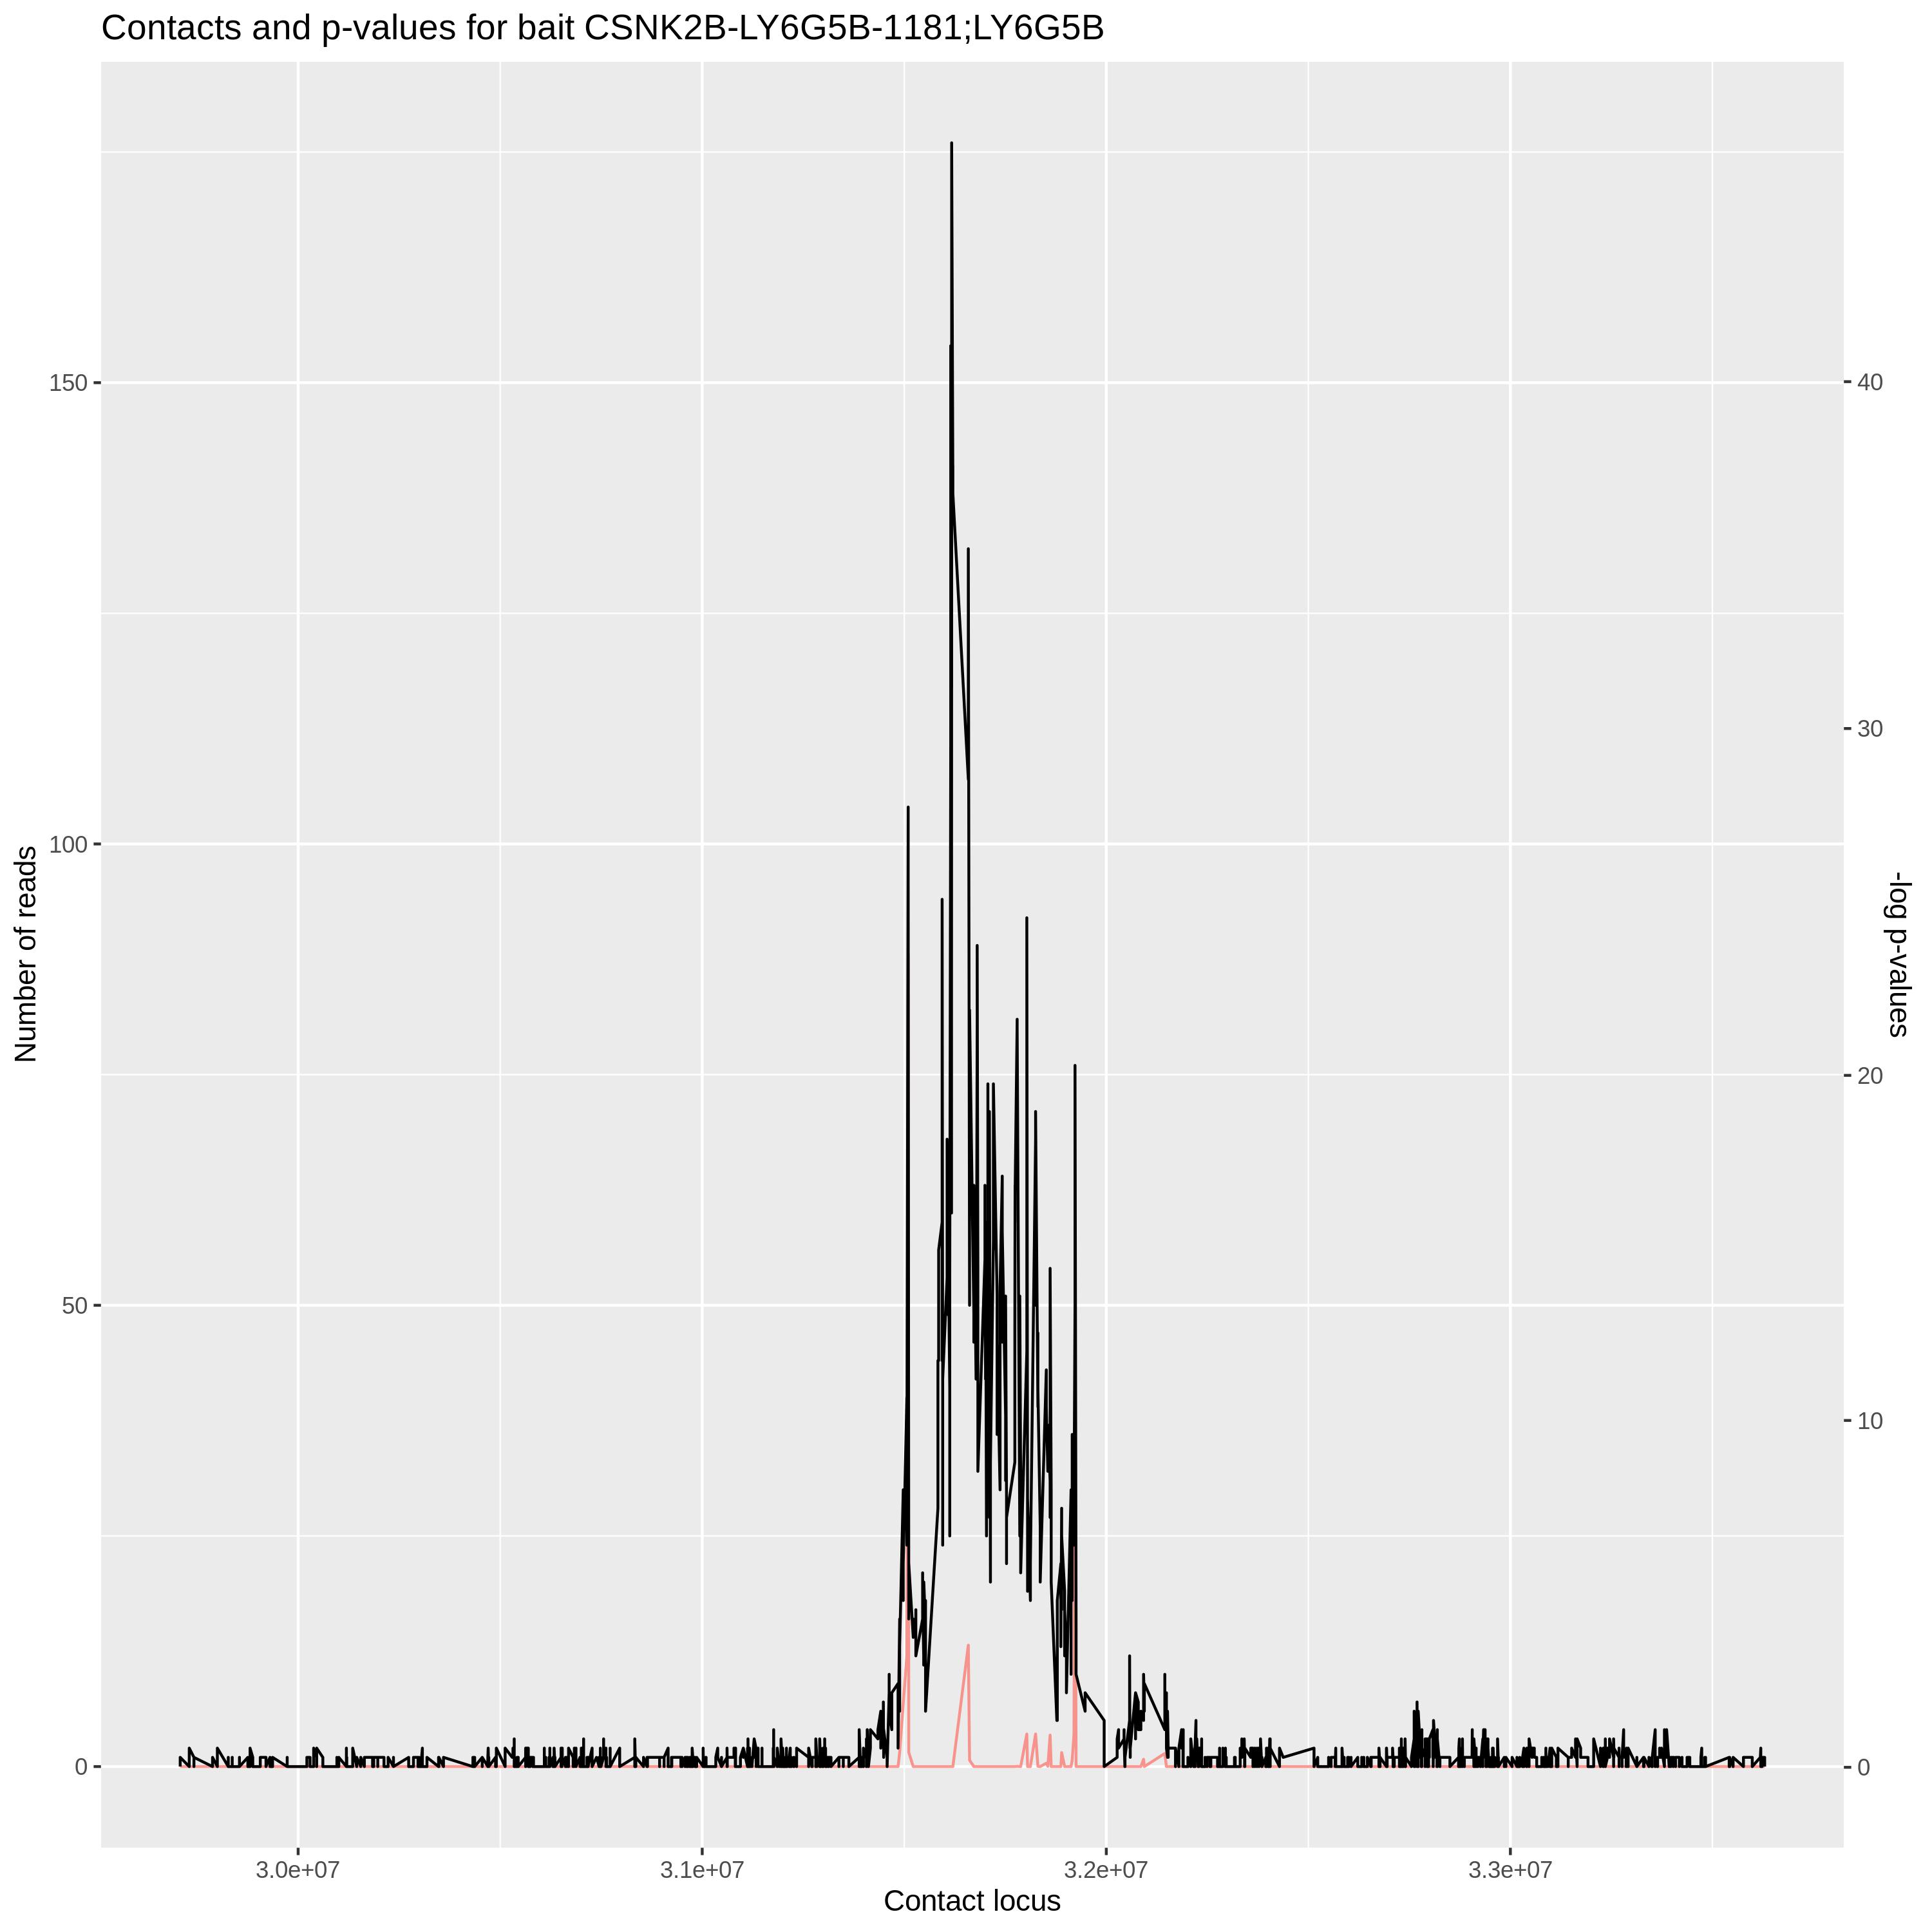 Contacts and p-values for bait CSNK2B-LY6G5B-1181;LY6G5B
150
100
50
0
Number of reads
40
30
20
10
0
-log p-values
3.0e+07
3.1e+07
3.2e+07
3.3e+07
Contact locus